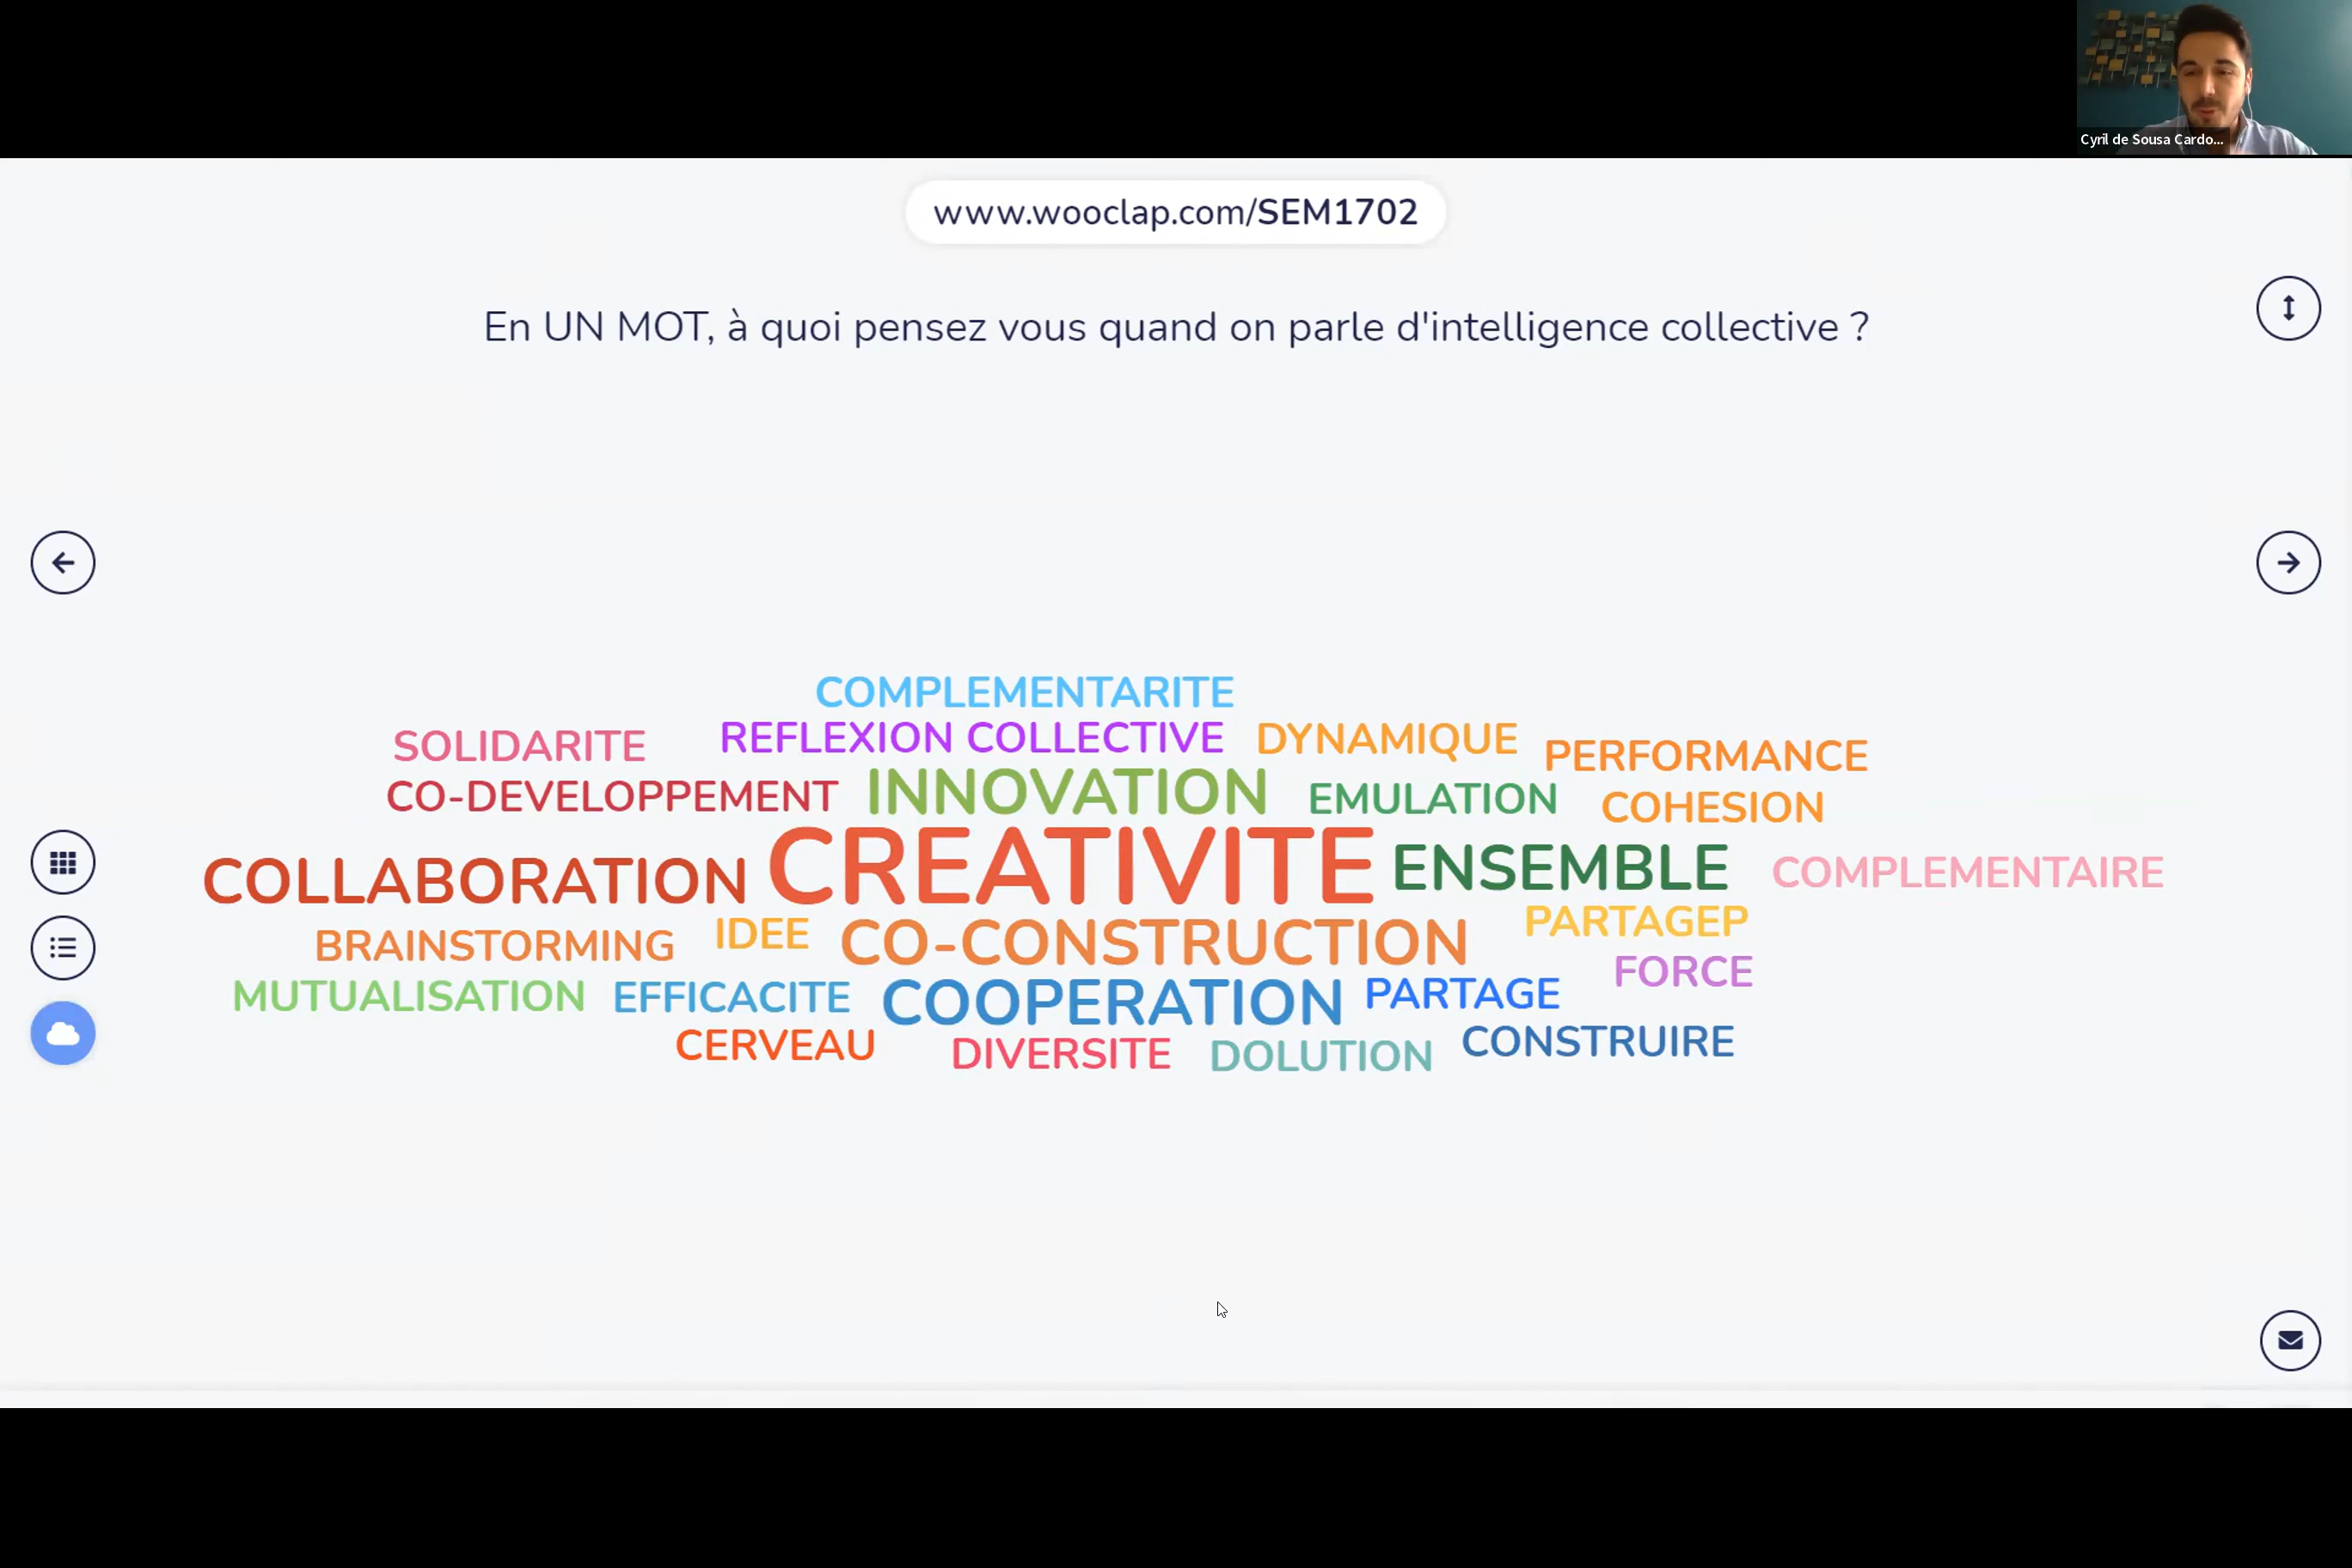 Cyril de Sousa Cardo...
www.wooclap.com/SEM1702
En UN MOT, à quoi pensez vous quand on parle d'intelligence collective ?
COMPLEMENTARITE
SOLIDARITE
REFLEXION COLLECTIVE
DYNAMIQUE
PERFORMANCE
CO-DEVELOPPEMENT
INNOVATION
EMULATION
COHESION
COLLABORATION
CREATIVITE
ENSEMBLE
COMPLEMENTAIRE
BRAINSTORMING
IDEE
CO-CONSTRUCTION
PARTAGEP
FORCE
MUTUALISATION
EFFICACITE
COOPERATION
PARTAGE
CERVEAU
DIVERSITE
DOLUTION
CONSTRUIRE